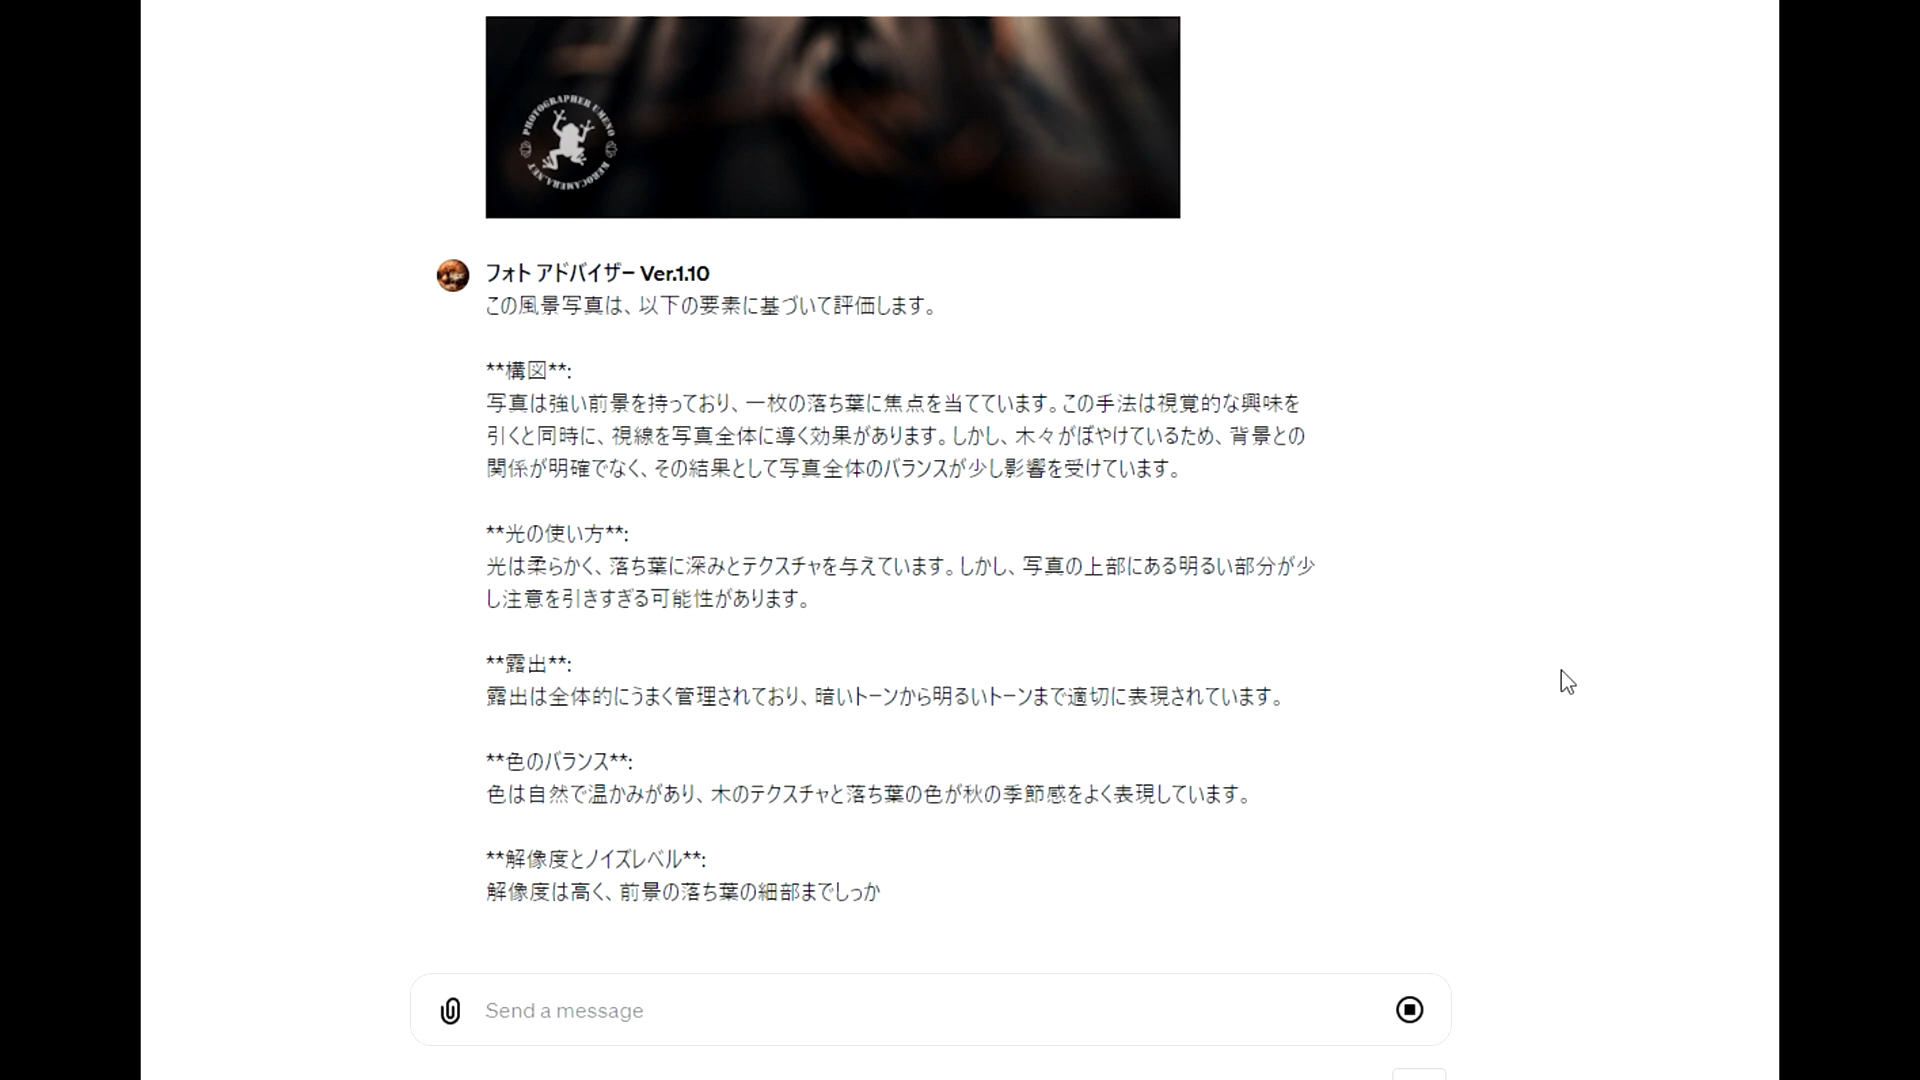 PHOTOGRAPHER UMENO
KEROCAMERA.NET
フォト アドバイザー Ver.1.10
この風景写真は、以下の要素に基づいて評価します。
**構図**:
写真は強い前景を持っており、一枚の落ち葉に焦点を当てています。この手法は視覚的な興味を
引くと同時に、視線を写真全体に導く効果があります。しかし、木々がぼやけているため、背景との
関係が明確でなく、その結果として写真全体のバランスが少し影響を受けています。
**光の使い方**:
光は柔らかく、落ち葉に深みとテクスチャを与えています。しかし、写真の上部にある明るい部分が少
し注意を引きすぎる可能性があります。
**露出**:
露出は全体的にうまく管理されており、暗いトーンから明るいトーンまで適切に表現されています。
**色のバランス**:
色は自然で温かみがあり、木のテクスチャと落ち葉の色が秋の季節感をよく表現しています。
**解像度とノイズレベル**:
解像度は高く、前景の落ち葉の細部までしっか
Send a message